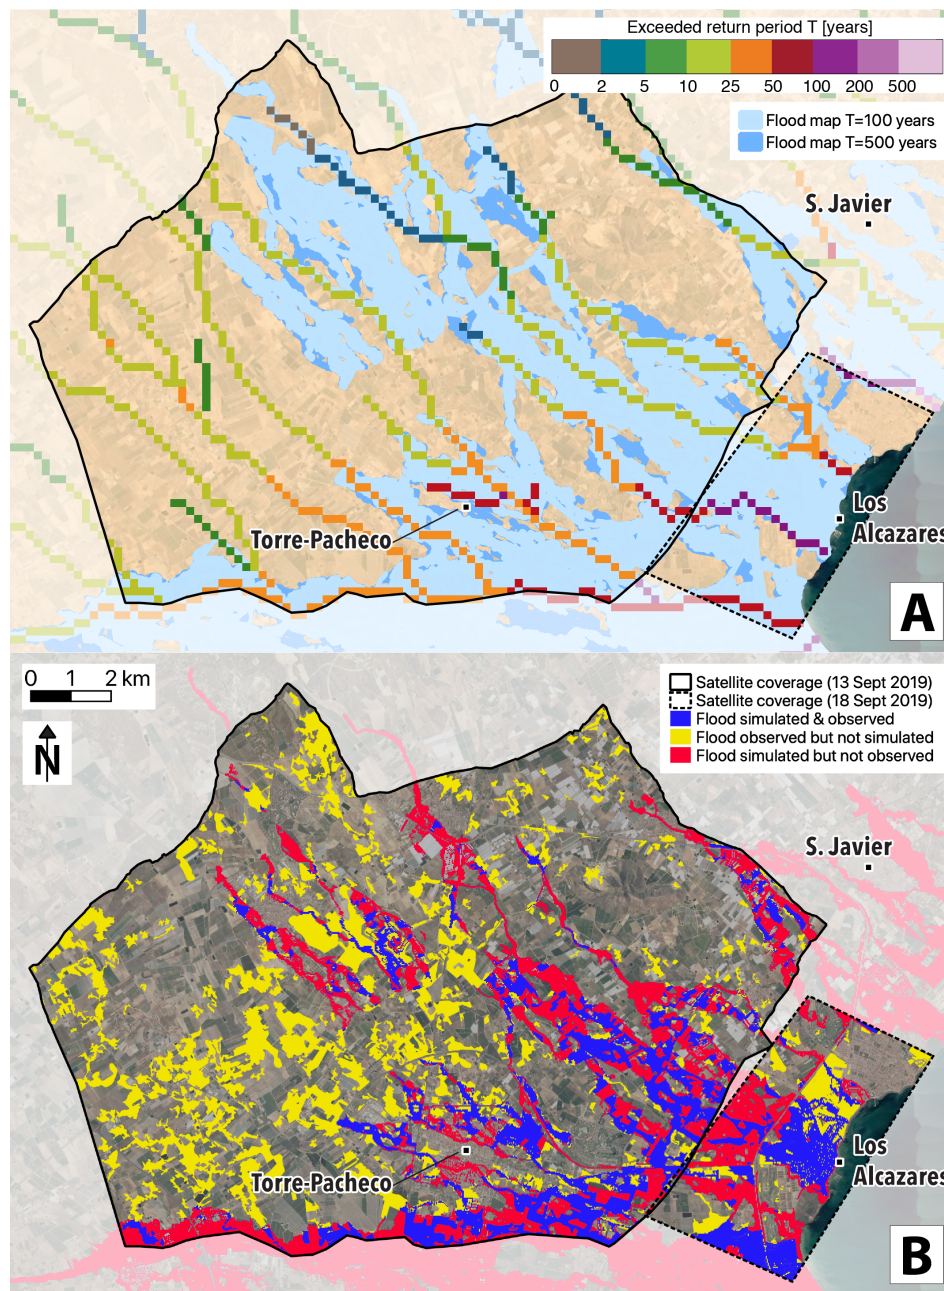 Exceeded return period T [years]
0 2 5 10 25 50 100 200 500
Flood map T=100 years
Flood map T=500 years
S. Javier
Los
Alcazares
Torre-Pacheco
A
0 1 2 km
N
Satellite coverage (13 Sept 2019)
Satellite coverage (18 Sept 2019)
Flood simulated & observed
Flood observed but not simulated
Flood simulated but not observed
S. Javier
Los
Alcazares
Torre-Pacheco
B